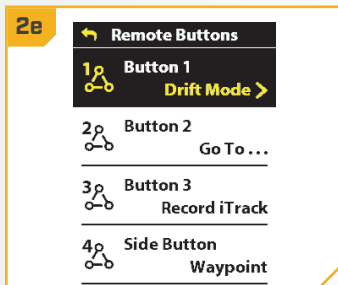 2e
Remote Buttons
1 Button 1
Drift Mode >
2 Button 2
Go To ...
3 Button 3
Record iTrack
4 Side Button
Waypoint